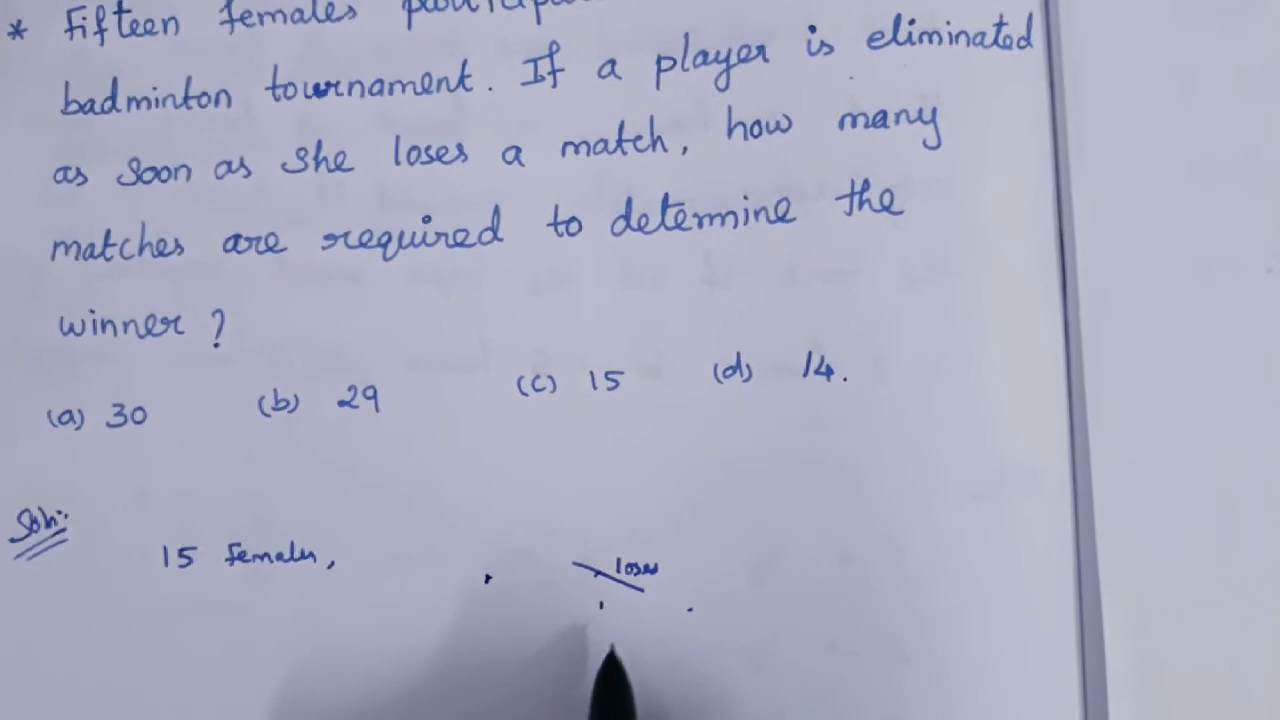 * Fifteen females
badminton tournament. If a player is eliminated
as soon as she loses a match, how many
matches are required to determine the
winner ?
(a) 30 (b) 29 (c) 15 (d) 14.
Soln:
15 females, loses